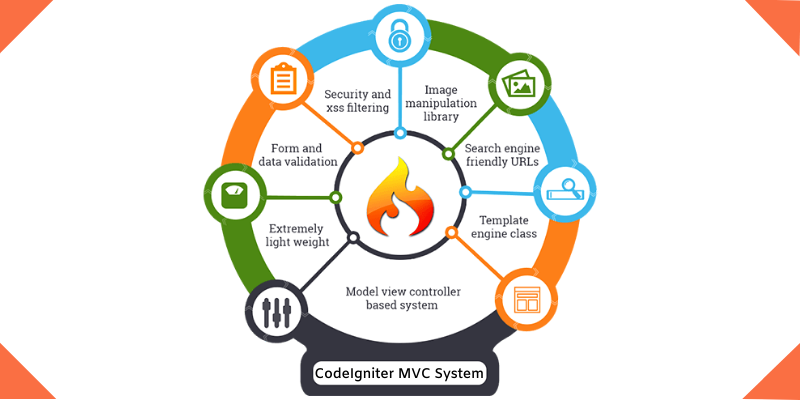 Security and
xss filtering
Image
manipulation
library
Form and
data validation
Search engine
friendly URLs
Extremely
light weight
Template
engine class
Model view controller
based system
CodeIgniter MVC System